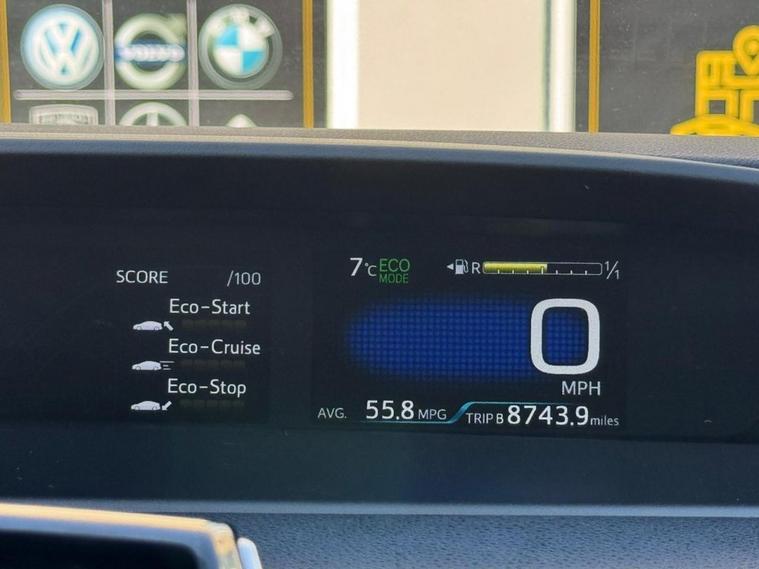 VOLVO
SCORE /100
Eco-Start
Eco-Cruise
Eco-Stop
7°C ECO MODE
R 1/1
0
MPH
AVG. 55.8 MPG TRIP B 8743.9 miles